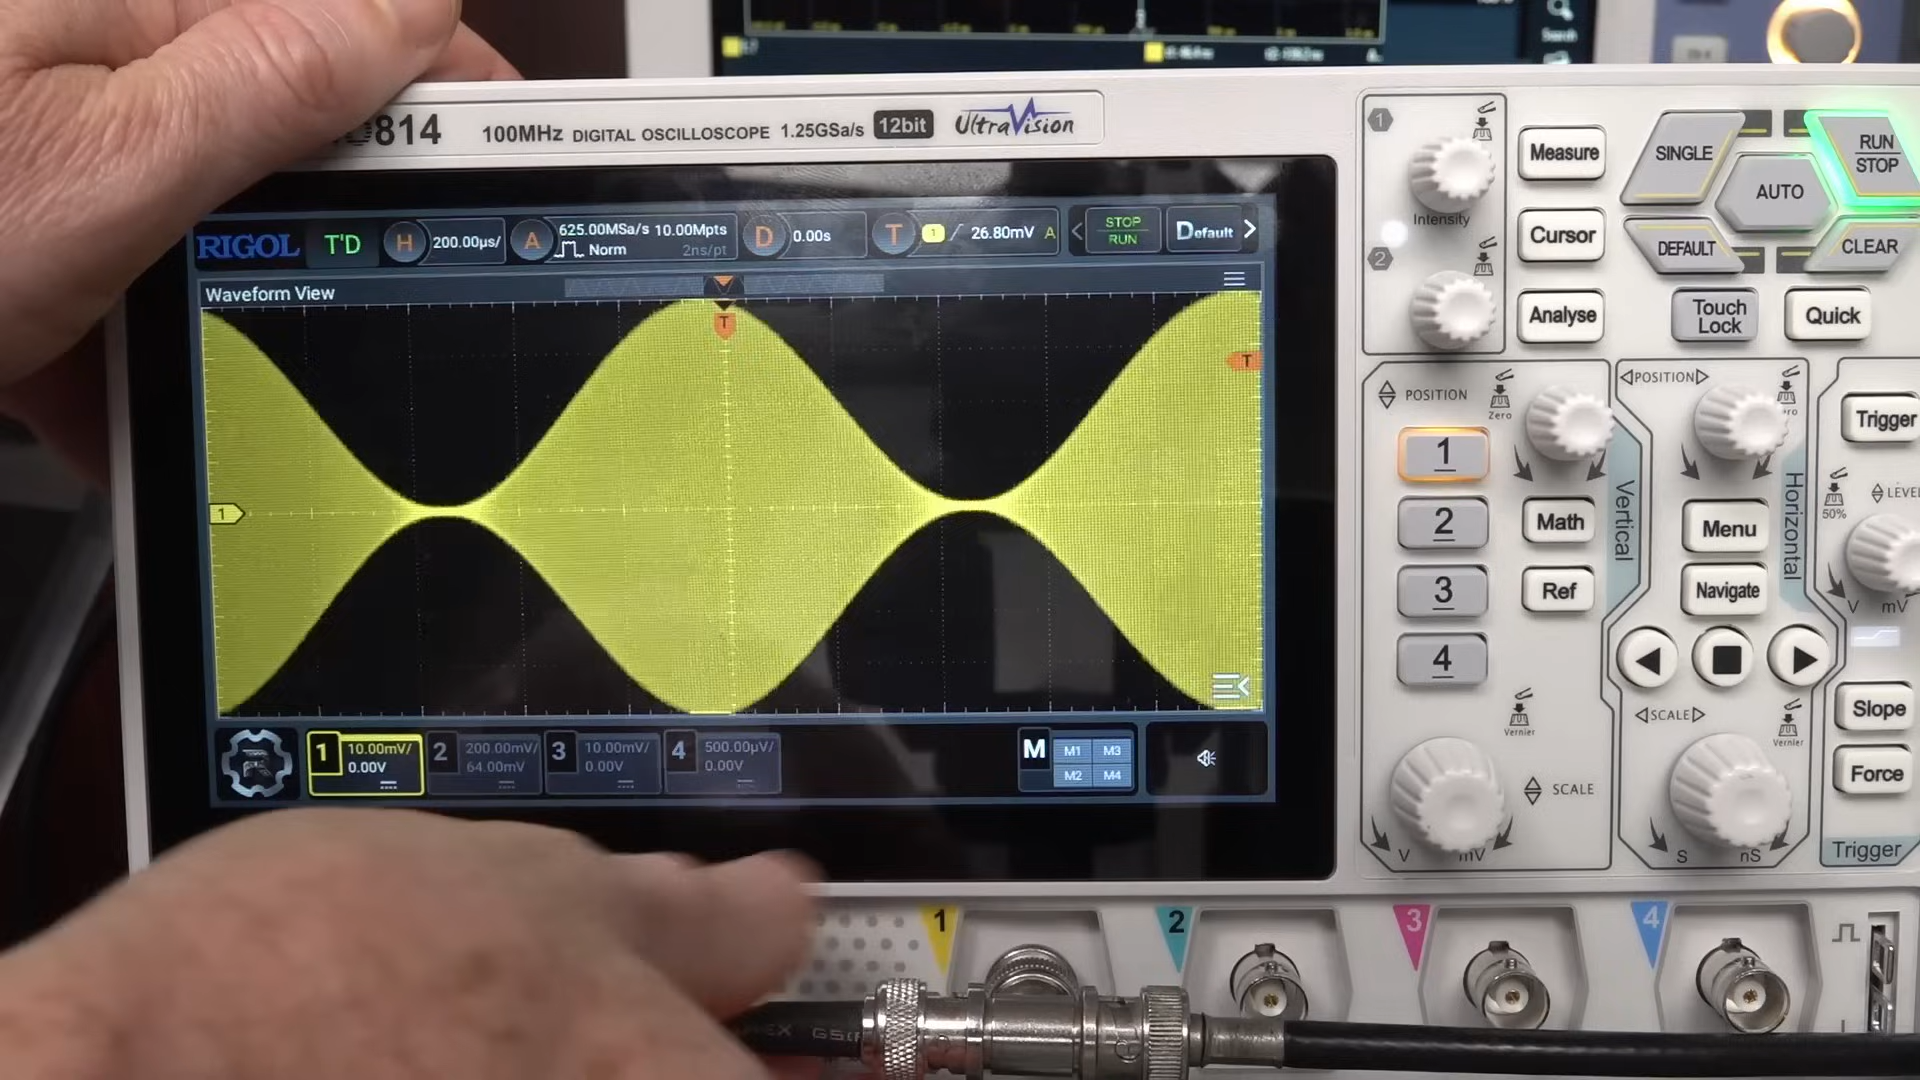 814 100MHz DIGITAL OSCILLOSCOPE 1.25GSa/s 12bit UltraVision
RIGOL T'D H 200.00μs/ A 625.00MSa/s 10.00Mpts D 0.00s T 1 26.80mV A STOP Default
Norm 2ns/pt RUN
Waveform View
T
T
1
1 10.00mV/ 2 200.00mV/ 3 10.00mV/ 4 500.00μV/ M M1 M3
0.00V 64.00mV 0.00V 0.00V M2 M4
1
Intensity
2
Measure
Cursor
Analyse
SINGLE
RUN
STOP
AUTO
DEFAULT
CLEAR
Touch
Lock
Quick
POSITION
Zero
1
2
3
4
Math
Ref
Vertical
Vernier
SCALE
V mV
POSITION
Menu
Navigate
Horizontal
SCALE
Vernier
S nS
Trigger
LEVEL
50%
V mV
Slope
Force
Trigger
1 2 3 4